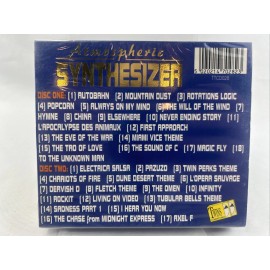 Atmospheric
SYNTHESIZER
DISC ONE: [1] AUTOBAHN [2] MOUNTAIN DUST [3] ROTATIONS LOGIC
[4] POPCORN [5] ALWAYS ON MY MIND [6] THE WILL OF THE WIND [7]
HYMNE [8] CHINA [9] ELSEWHERE [10] NEVER ENDING STORY [11]
L'APOCALYPSE DES ANIMAUX [12] FIRST APPROACH
[13] THE EVE OF THE WAR [14] MIAMI VICE THEME
[15] THE TAO OF LOVE [16] THE SOUND OF C [17] MAGIC FLY [18]
TO THE UNKNOWN MAN
DISC TWO: [1] ELECTRICA SALSA [2] PAZUZO [3] TWIN PEAKS THEME
[4] CHARIOTS OF FIRE [5] DUNE DESERT THEME [6] L'OPERA SAUVAGE
[7] DERVISH D [8] FLETCH THEME [9] THE OMEN [10] INFINITY
[11] ROCKIT [12] LIVING ON VIDEO [13] TUBULAR BELLS THEME
[14] SADNESS PART 1 [15] I HEAR YOU NOW
[16] THE CHASE from MIDNIGHT EXPRESS [17] AXEL F